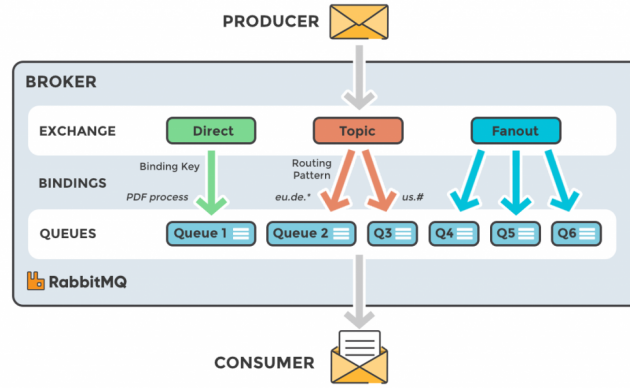 PRODUCER
BROKER
EXCHANGE
Direct
Topic
Fanout
Binding Key
Routing
Pattern
BINDINGS
PDF process
eu.de.*
us.#
QUEUES
Queue 1
Queue 2
Q3
Q4
Q5
Q6
RabbitMQ
CONSUMER